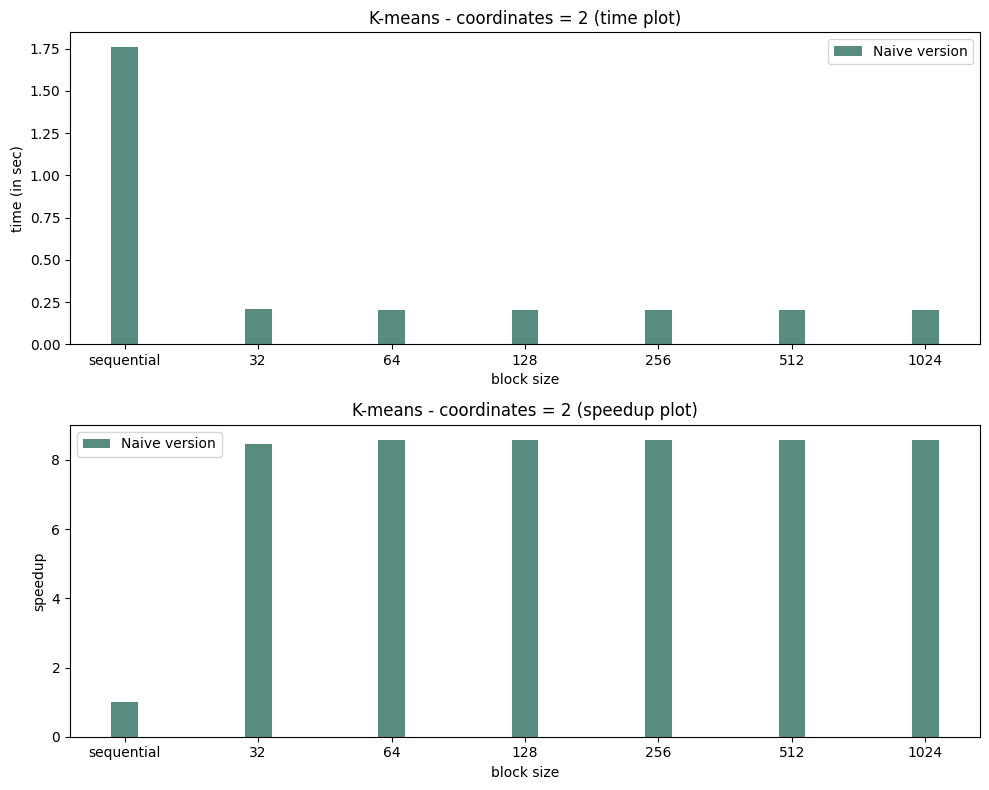 K-means - coordinates = 2 (time plot)
Naive version
time (in sec)
1.75
1.50
1.25
1.00
0.75
0.50
0.25
0.00
sequential 32 64 128 256 512 1024
block size
K-means - coordinates = 2 (speedup plot)
Naive version
speedup
8
6
4
2
0
sequential 32 64 128 256 512 1024
block size